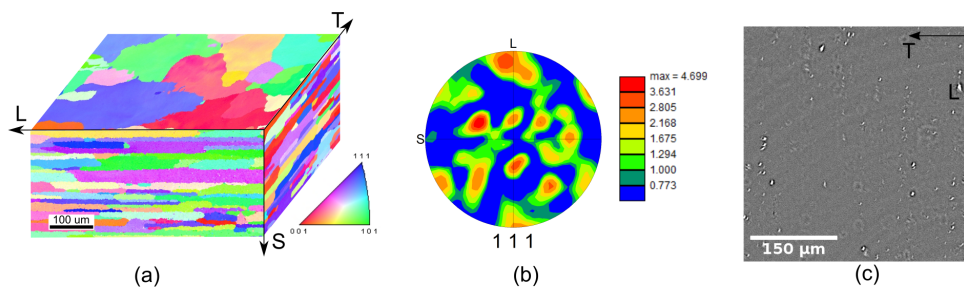 T
L
S
100 um
1 1 1
0 0 1
1 0 1
(a)
L
S
1 1 1
max = 4.699
3.631
2.805
2.168
1.675
1.294
1.000
0.773
(b)
T
L
150 µm
(c)